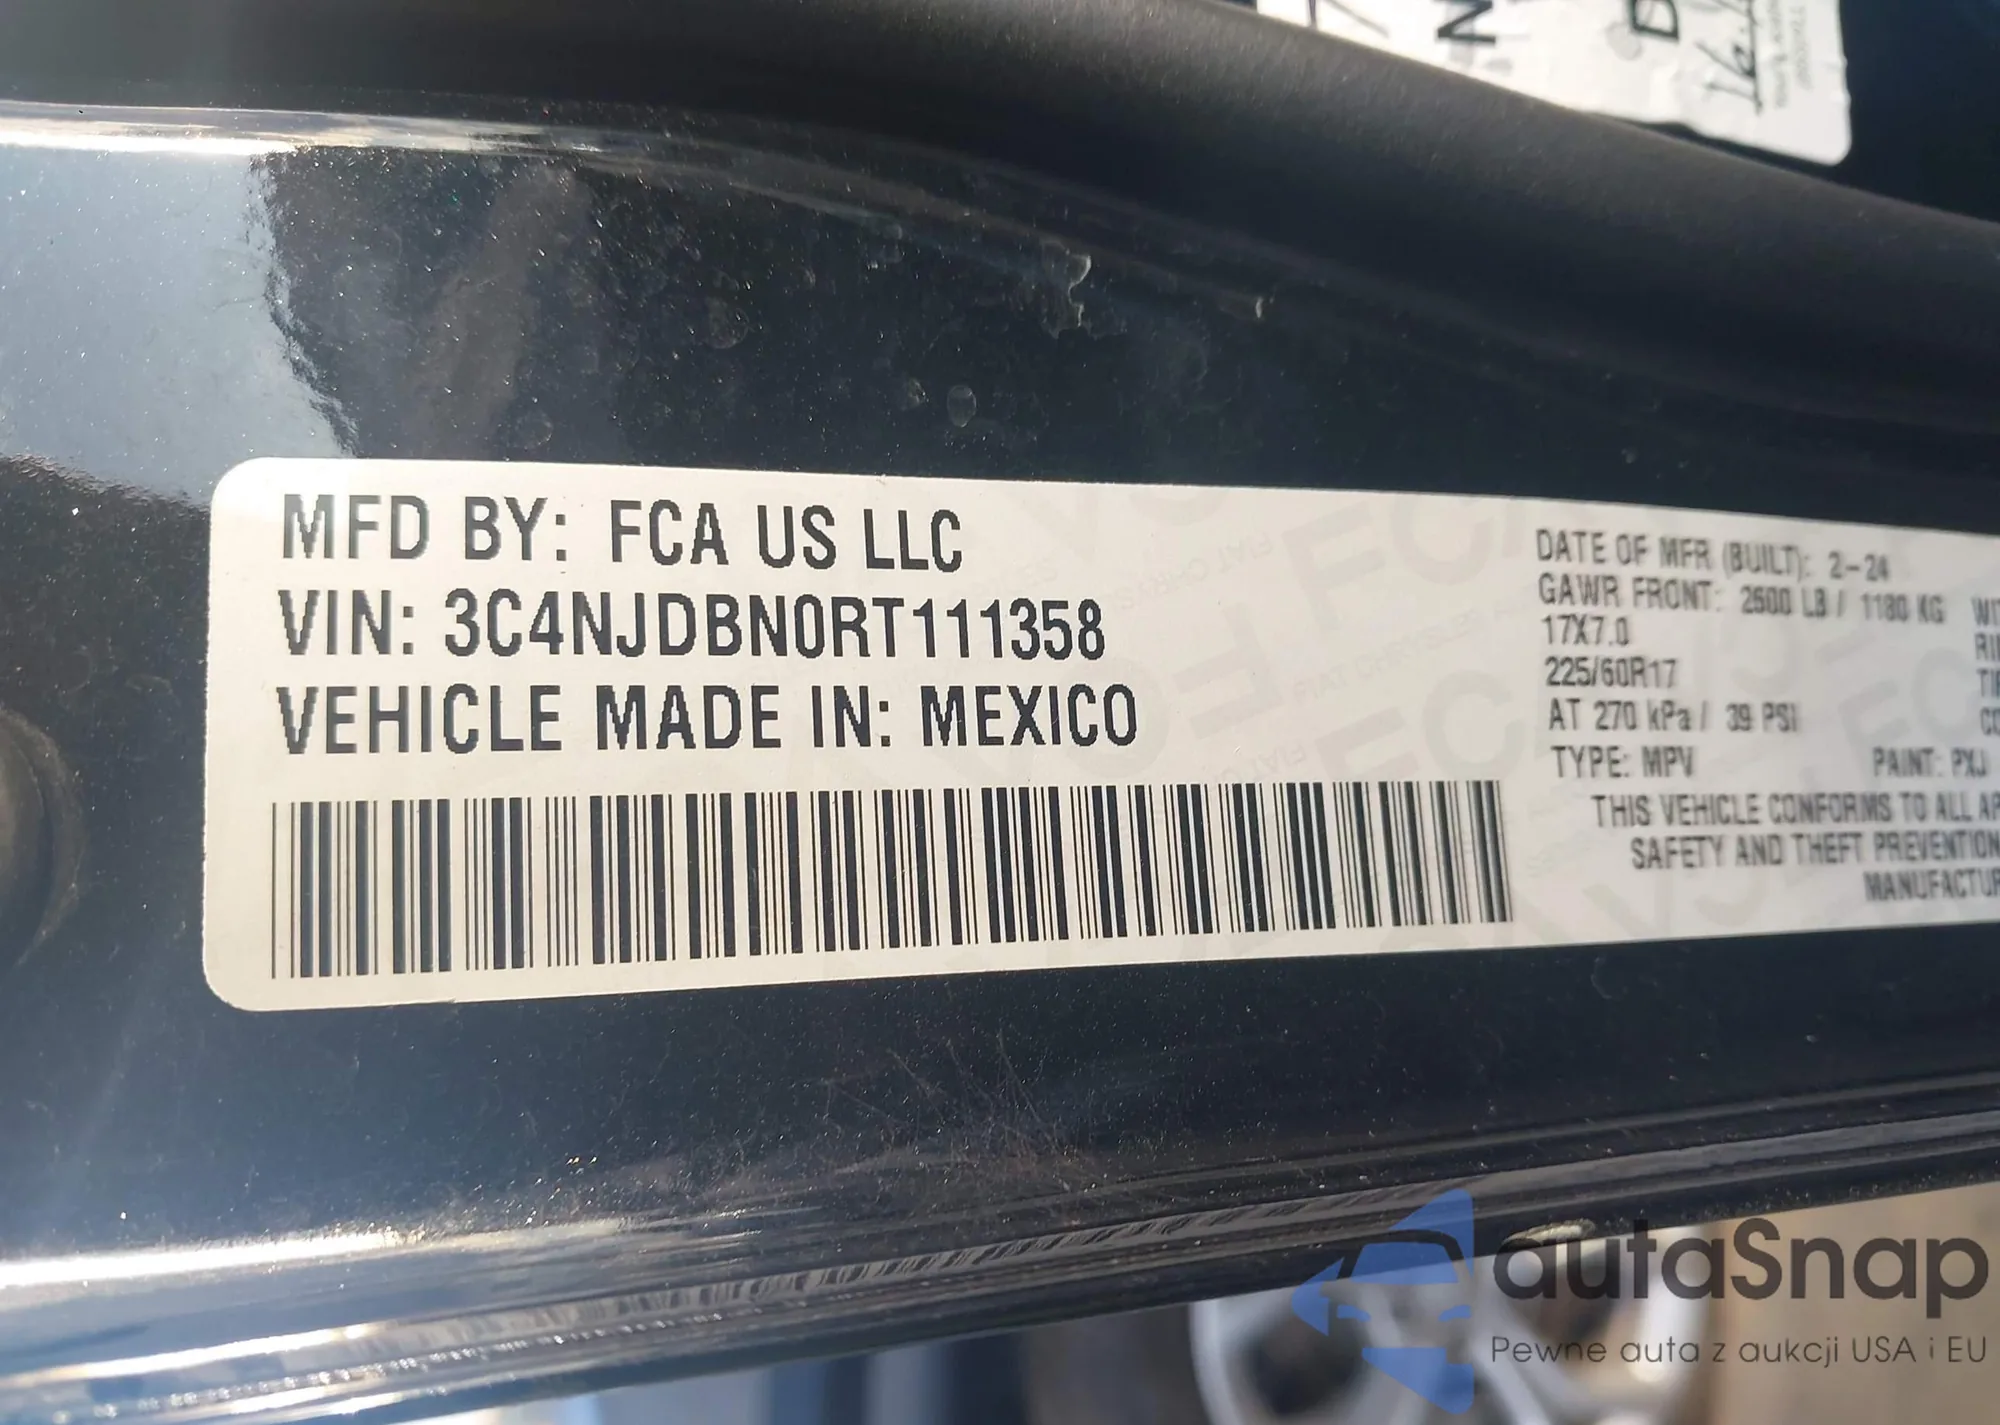 MFD BY: FCA US LLC
VIN: 3C4NJDBN0RT111358
VEHICLE MADE IN: MEXICO
DATE OF MFR (BUILT): 2-24
GAWR FRONT: 2600 LB / 1180 KG
17X7.0
225/60R17
AT 270 kPa / 39 PSI
TYPE: MPV PAINT: PXJ
THIS VEHICLE CONFORMS TO ALL AP
SAFETY AND THEFT PREVENTION
MANUFACTUR
autaSnap
Pewne auta z aukcji USA i EU